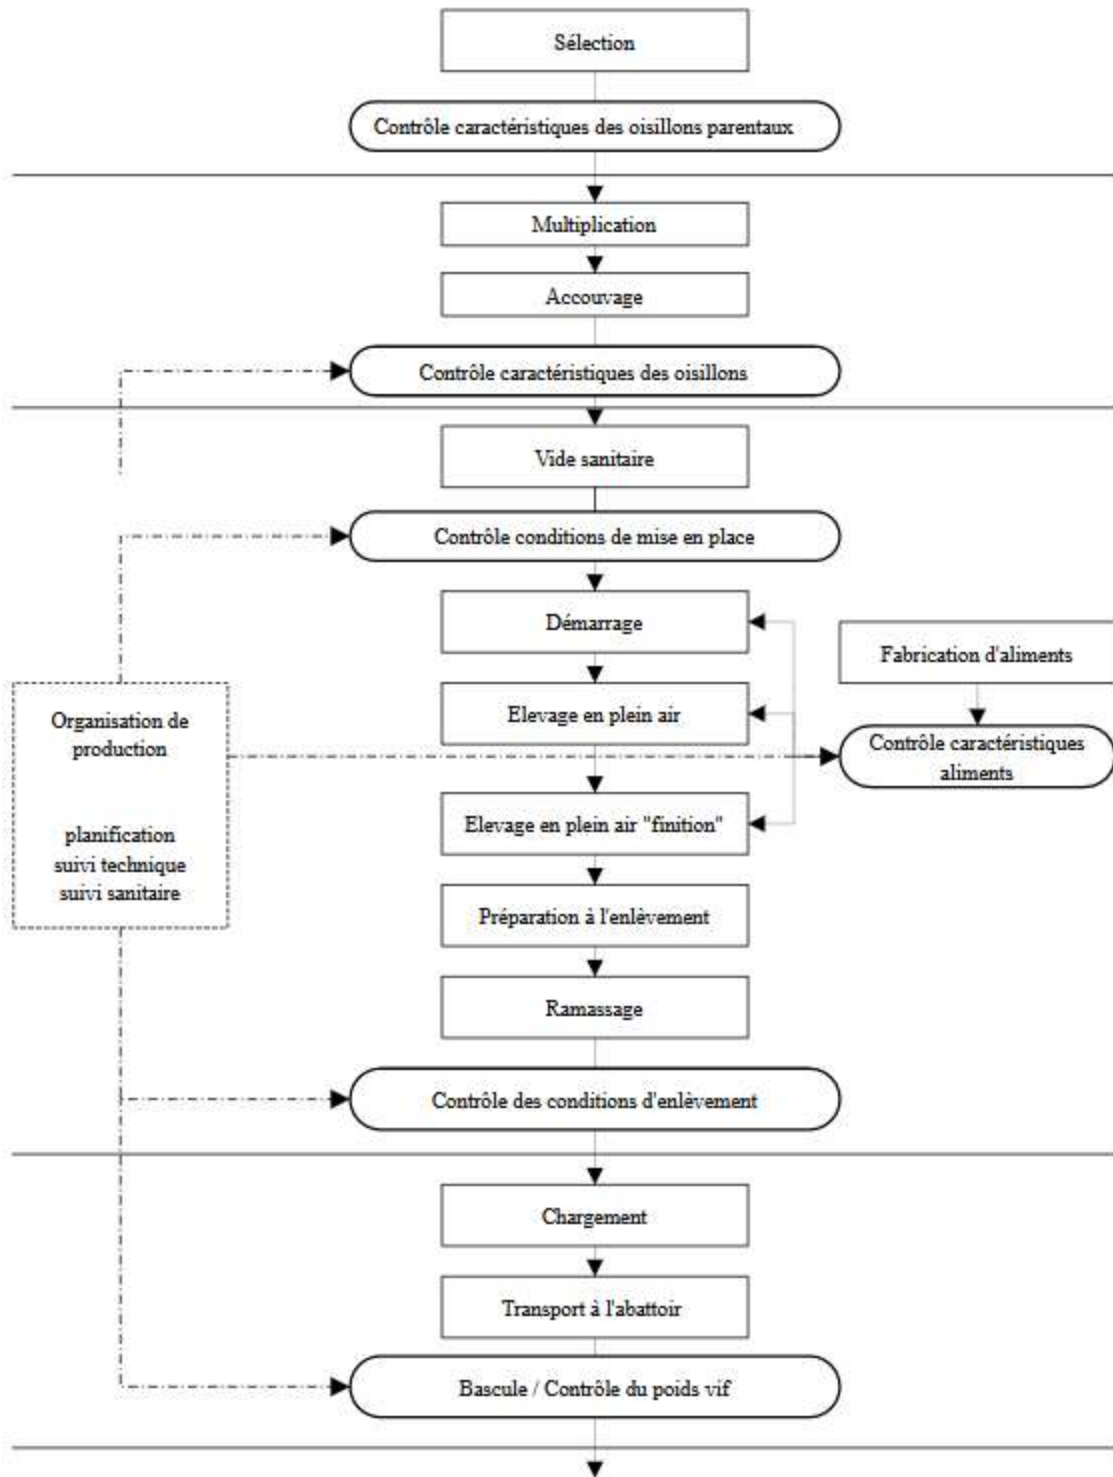 Sélection
Contrôle caractéristiques des oisillons parentaux
Multiplication
Accouvage
Contrôle caractéristiques des oisillons
Vide sanitaire
Contrôle conditions de mise en place
Démarrage
Fabrication d'aliments
Elevage en plein air
Organisation de
production
Contrôle caractéristiques
aliments
planification
suivi technique
suivi sanitaire
Elevage en plein air "finition"
Préparation à l'enlèvement
Ramassage
Contrôle des conditions d'enlèvement
Chargement
Transport à l'abattoir
Bascule / Contrôle du poids vif